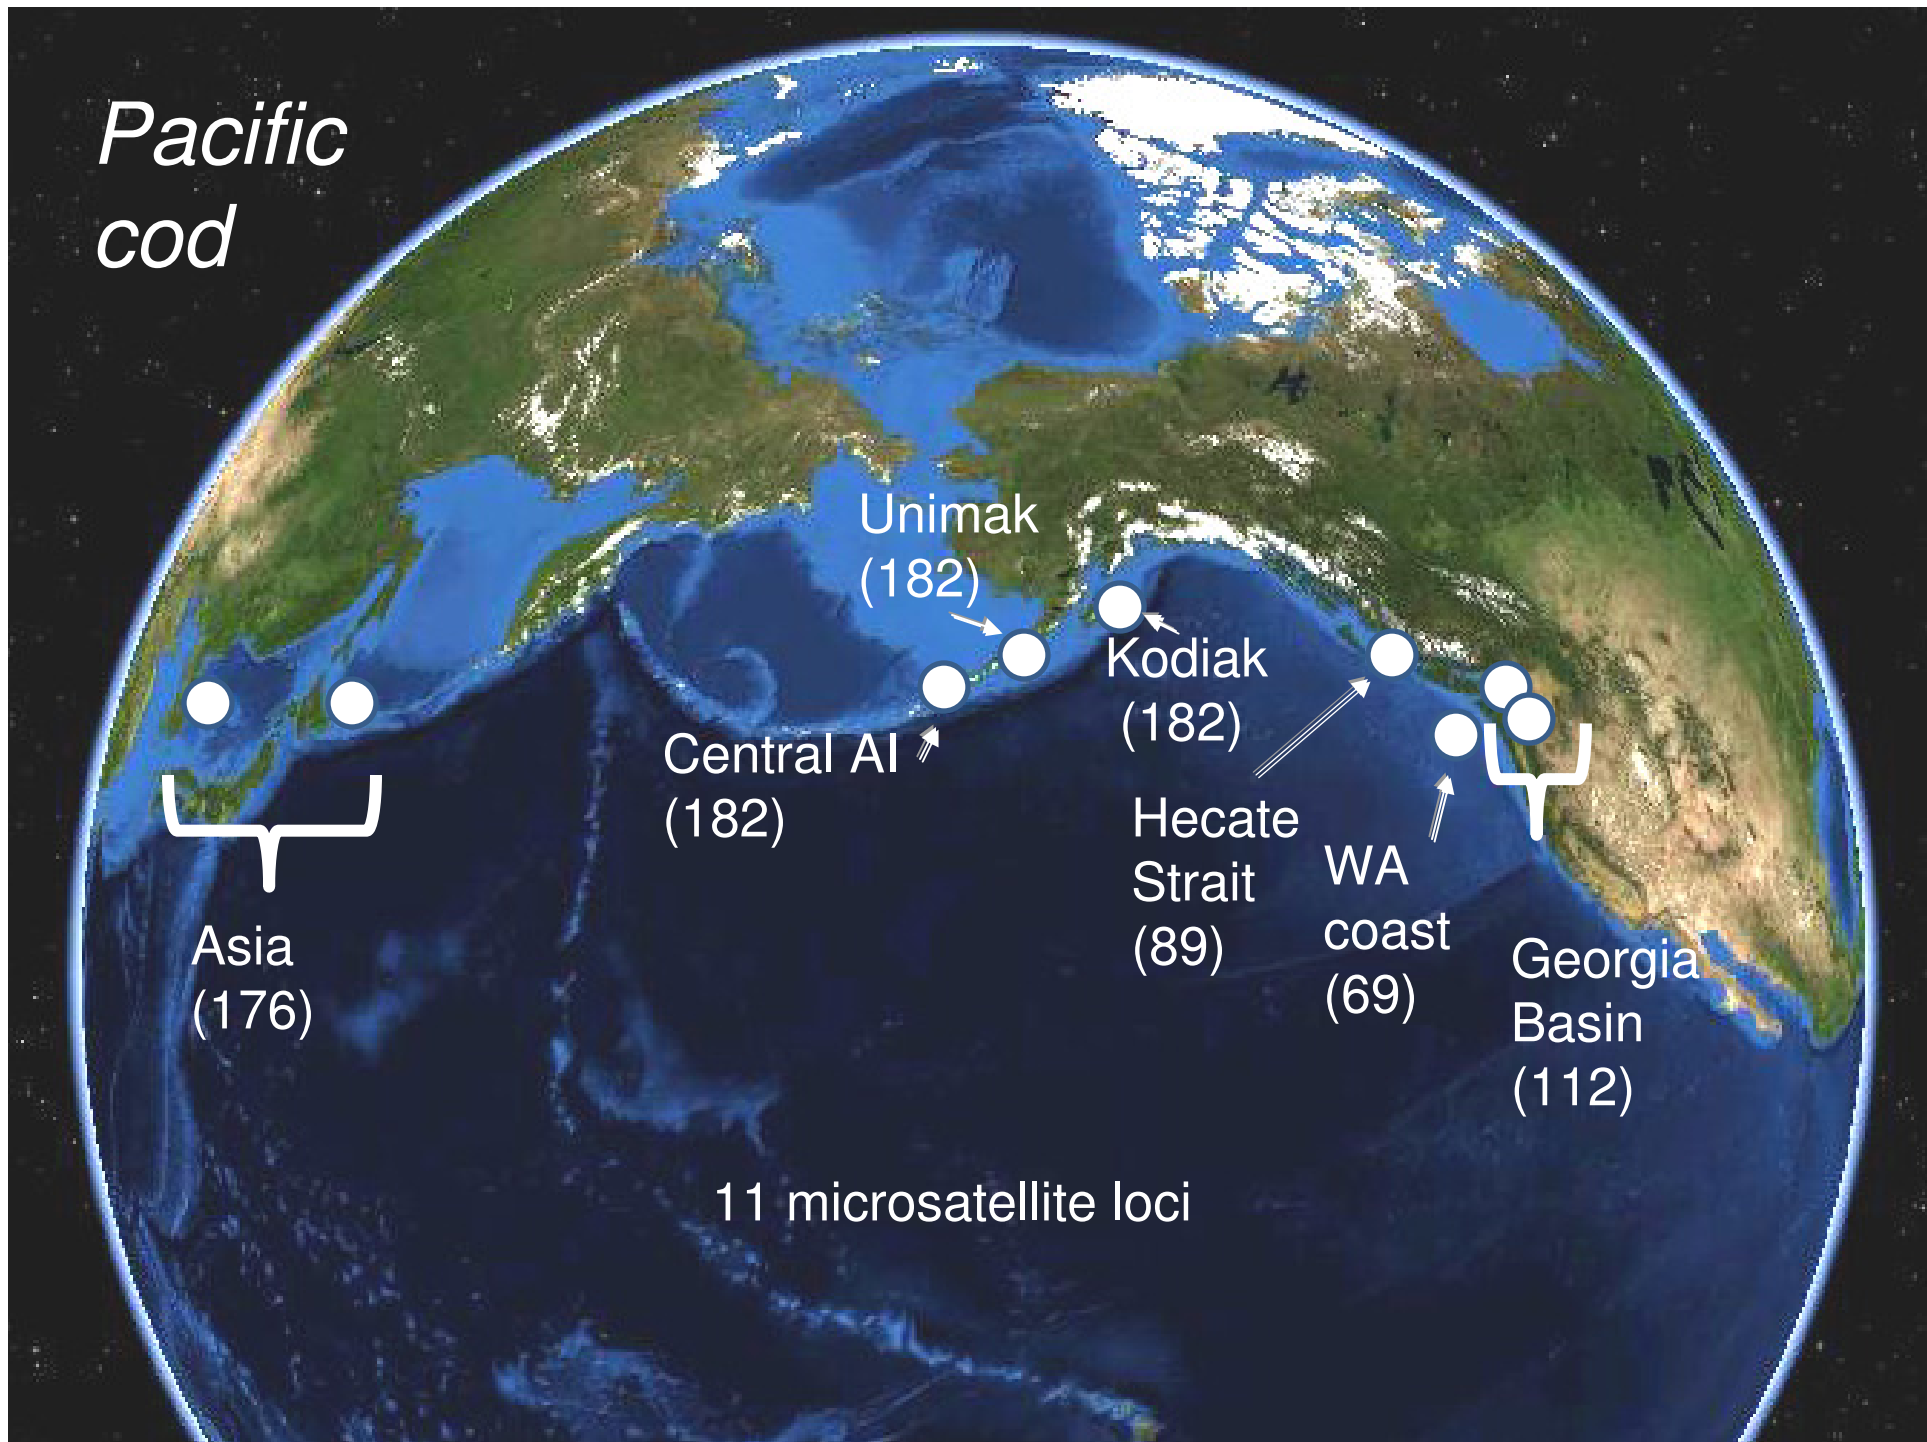 Pacific
cod
Unimak
(182)
Kodiak
(182)
Central AI
(182)
Hecate
Strait
(89)
WA
coast
(69)
Asia
(176)
Georgia
Basin
(112)
11 microsatellite loci